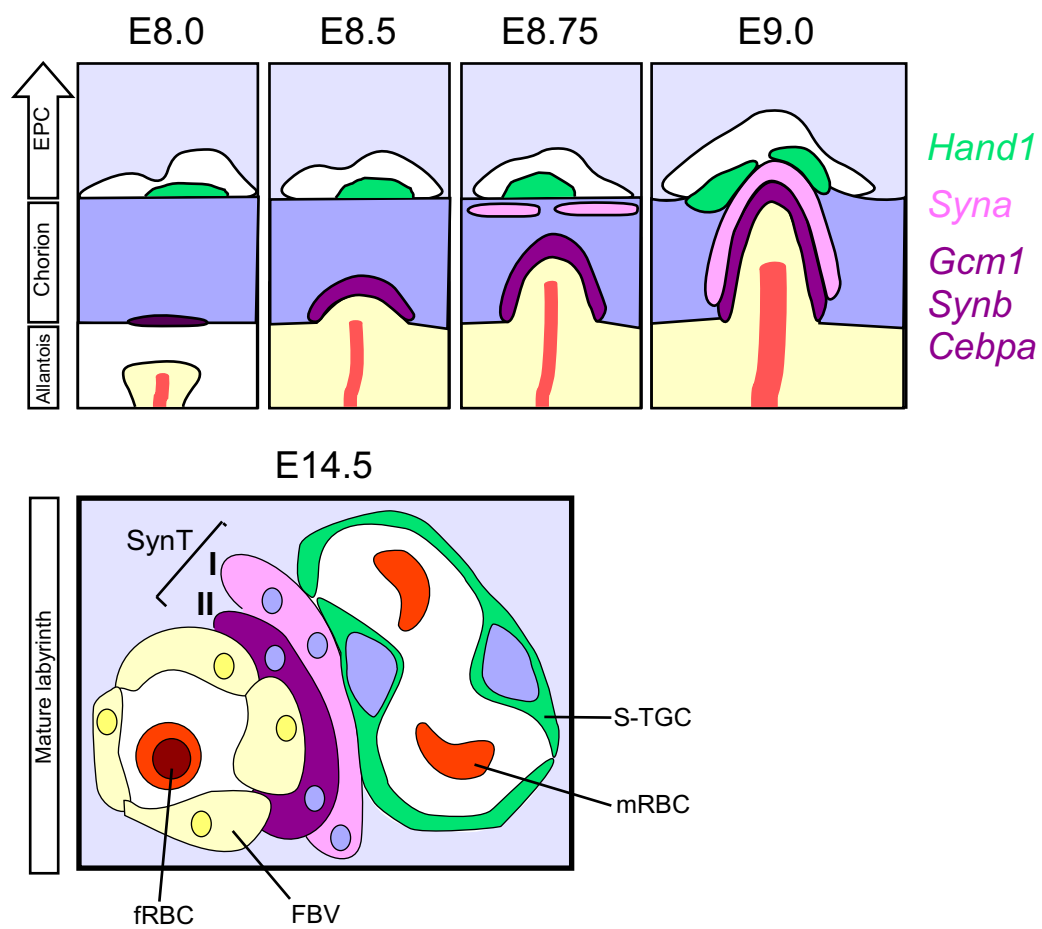 E8.0
E8.5
E8.75
E9.0
EPC
Chorion
Allantois
Hand1
Syna
Gcm1
Synb
Cebpa
E14.5
Mature labyrinth
SynT
I
II
S-TGC
mRBC
fRBC
FBV